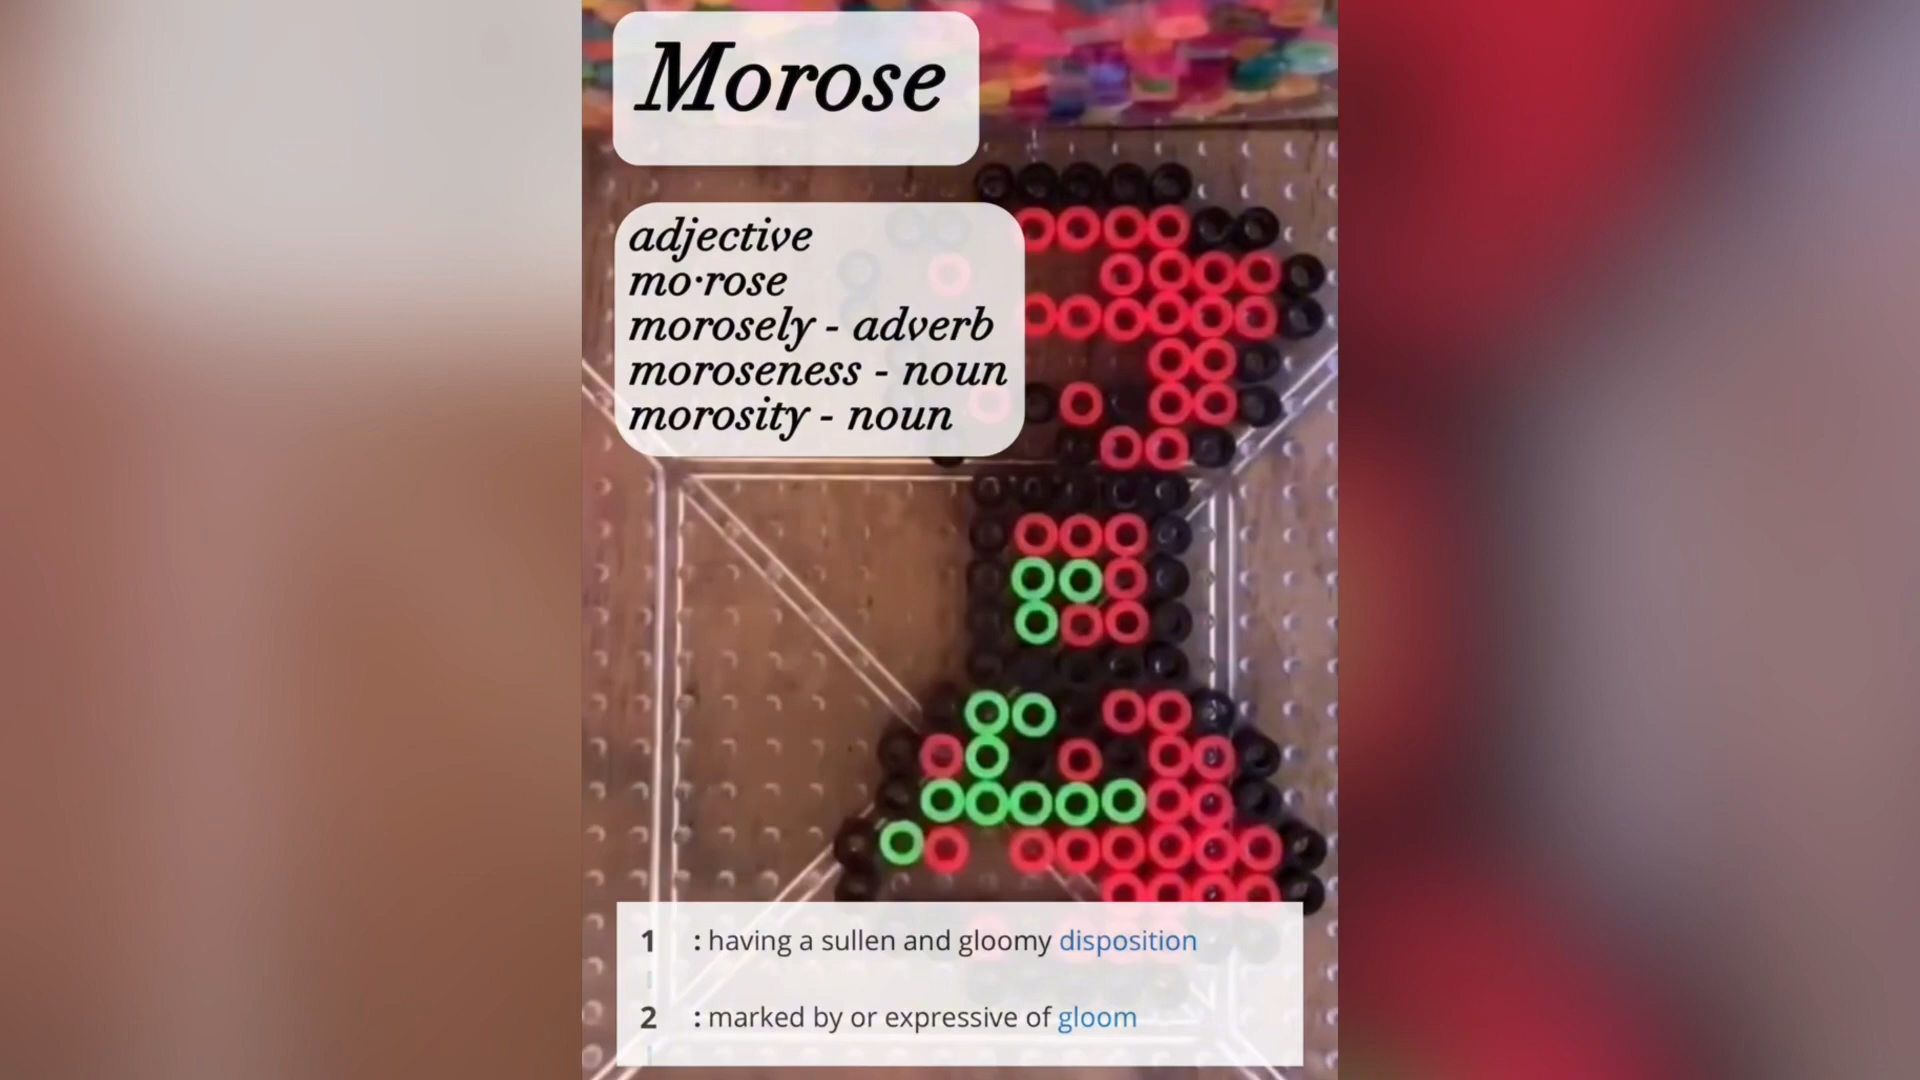 Morose
adjective
mo·rose
morosely - adverb
moroseness - noun
morosity - noun
1 : having a sullen and gloomy disposition
2 : marked by or expressive of gloom